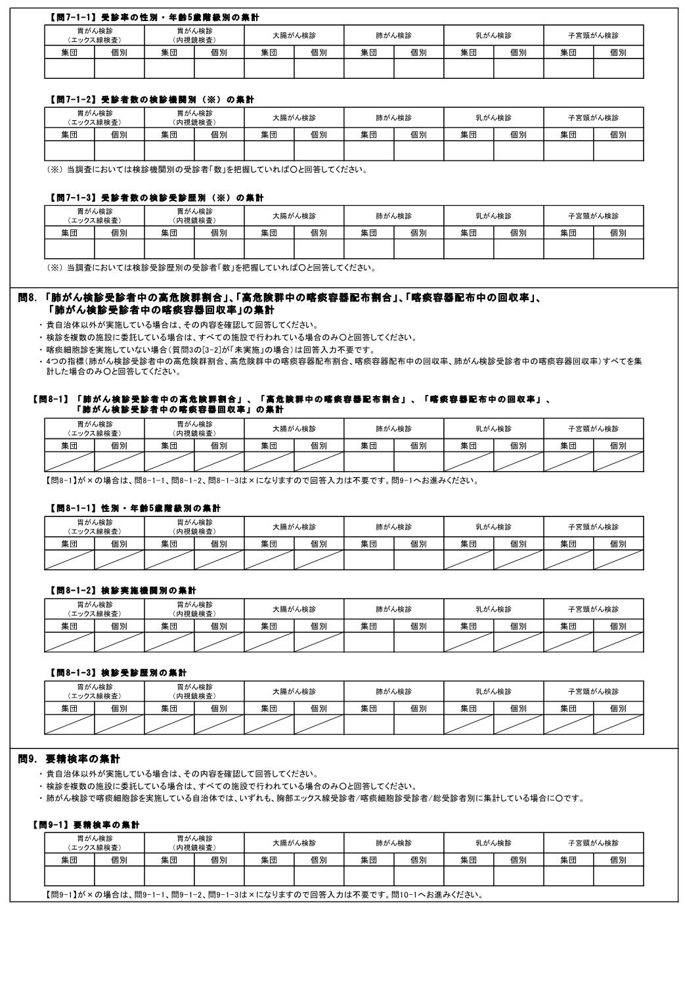 【問7-1-1】受診率の性別・年齢5歳階級別の集計
胃がん検診 胃がん検診 大腸がん検診 肺がん検診 乳がん検診 子宮頸がん検診
（エックス線検査） （内視鏡検査）
集団 個別 集団 個別 集団 個別 集団 個別 集団 個別 集団 個別
【問7-1-2】受診者数の検診機関別（※）の集計
胃がん検診 胃がん検診 大腸がん検診 肺がん検診 乳がん検診 子宮頸がん検診
（エックス線検査） （内視鏡検査）
集団 個別 集団 個別 集団 個別 集団 個別 集団 個別 集団 個別
（※）当調査においては検診機関別の受診者「数」を把握していれば〇と回答してください。
【問7-1-3】受診者数の検診受診歴別（※）の集計
胃がん検診 胃がん検診 大腸がん検診 肺がん検診 乳がん検診 子宮頸がん検診
（エックス線検査） （内視鏡検査）
集団 個別 集団 個別 集団 個別 集団 個別 集団 個別 集団 個別
（※）当調査においては検診受診歴別の受診者「数」を把握していれば〇と回答してください。
問8．「肺がん検診受診者中の高危険群割合」、「高危険群中の喀痰容器配布割合」、「喀痰容器配布中の回収率」、
「肺がん検診受診者中の喀痰容器回収率」の集計
・貴自治体以外が実施している場合は、その内容を確認して回答してください。
・検診を複数の施設に委託している場合は、すべての施設で行われている場合のみ〇と回答してください。
・喀痰細胞診を実施していない場合（質問3の[3-2]が「未実施」の場合）は回答入力不要です。
・4つの指標（肺がん検診受診者中の高危険群割合、高危険群中の喀痰容器配布割合、喀痰容器配布中の回収率、肺がん検診受診者中の喀痰容器回収率）すべてを集
計した場合のみ〇と回答してください。
【問8-1】「肺がん検診受診者中の高危険群割合」、「高危険群中の喀痰容器配布割合」、「喀痰容器配布中の回収率」、
「肺がん検診受診者中の喀痰容器回収率」の集計
胃がん検診 胃がん検診 大腸がん検診 肺がん検診 乳がん検診 子宮頸がん検診
（エックス線検査） （内視鏡検査）
集団 個別 集団 個別 集団 個別 集団 個別 集団 個別 集団 個別
【問8-1】が×の場合は、問8-1-1、問8-1-2、問8-1-3は×になりますので回答入力は不要です。問9-1へお進みください。
【問8-1-1】性別・年齢5歳階級別の集計
胃がん検診 胃がん検診 大腸がん検診 肺がん検診 乳がん検診 子宮頸がん検診
（エックス線検査） （内視鏡検査）
集団 個別 集団 個別 集団 個別 集団 個別 集団 個別 集団 個別
【問8-1-2】検診実施機関別の集計
胃がん検診 胃がん検診 大腸がん検診 肺がん検診 乳がん検診 子宮頸がん検診
（エックス線検査） （内視鏡検査）
集団 個別 集団 個別 集団 個別 集団 個別 集団 個別 集団 個別
【問8-1-3】検診受診歴別の集計
胃がん検診 胃がん検診 大腸がん検診 肺がん検診 乳がん検診 子宮頸がん検診
（エックス線検査） （内視鏡検査）
集団 個別 集団 個別 集団 個別 集団 個別 集団 個別 集団 個別
問9．要精検率の集計
・貴自治体以外が実施している場合は、その内容を確認して回答してください。
・検診を複数の施設に委託している場合は、すべての施設で行われている場合のみ〇と回答してください。
・肺がん検診で喀痰細胞診を実施している自治体では、いずれも、胸部エックス線受診者/喀痰細胞診受診者/総受診者別に集計している場合に〇です。
【問9-1】要精検率の集計
胃がん検診 胃がん検診 大腸がん検診 肺がん検診 乳がん検診 子宮頸がん検診
（エックス線検査） （内視鏡検査）
集団 個別 集団 個別 集団 個別 集団 個別 集団 個別 集団 個別
【問9-1】が×の場合は、問9-1-1、問9-1-2、問9-1-3は×になりますので回答入力は不要です。問10-1へお進みください。